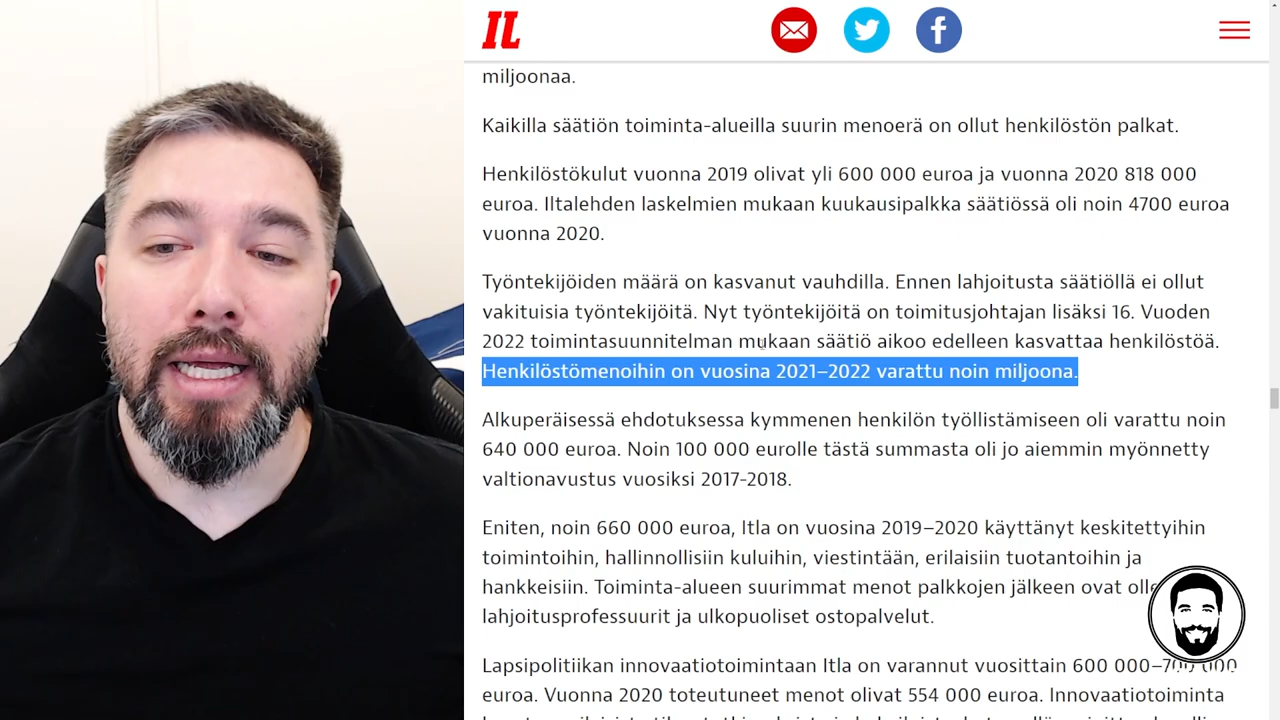 IL
miljoonaa.
Kaikilla säätiön toiminta-alueilla suurin menoerä on ollut henkilöstön palkat.
Henkilöstökulut vuonna 2019 olivat yli 600 000 euroa ja vuonna 2020 818 000
euroa. Iltalehden laskelmien mukaan kuukausipalkka säätiössä oli noin 4700 euroa
vuonna 2020.
Työntekijöiden määrä on kasvanut vauhdilla. Ennen lahjoitusta säätiöllä ei ollut
vakituisia työntekijöitä. Nyt työntekijöitä on toimitusjohtajan lisäksi 16. Vuoden
2022 toimintasuunnitelman mukaan säätiö aikoo edelleen kasvattaa henkilöstöä.
Henkilöstömenoihin on vuosina 2021–2022 varattu noin miljoona.
Alkuperäisessä ehdotuksessa kymmenen henkilön työllistämiseen oli varattu noin
640 000 euroa. Noin 100 000 eurolle tästä summasta oli jo aiemmin myönnetty
valtionavustus vuosiksi 2017-2018.
Eniten, noin 660 000 euroa, Itla on vuosina 2019–2020 käyttänyt keskitettyihin
toimintoihin, hallinnollisiin kuluihin, viestintään, erilaisiin tuotantoihin ja
hankkeisiin. Toiminta-alueen suurimmat menot palkkojen jälkeen ovat
lahjoitusprofessuurit ja ulkopuoliset ostopalvelut.
Lapsipolitiikan innovaatiotoimintaan Itla on varannut vuosittain 600 000–700 000
euroa. Vuonna 2020 toteutuneet menot olivat 554 000 euroa. Innovaatiotoiminta